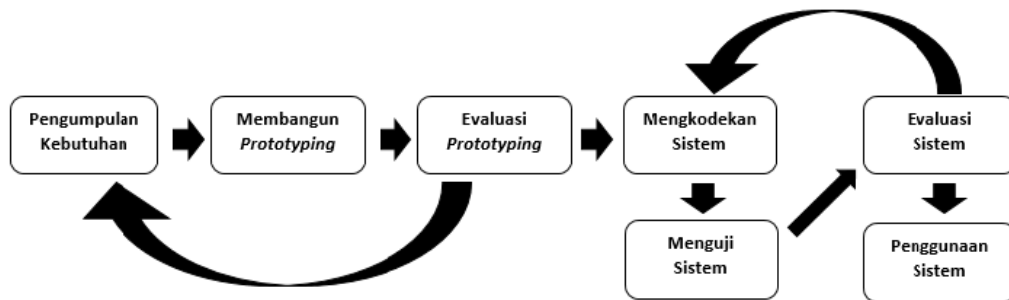 Pengumpulan
Kebutuhan
Membangun
Prototyping
Evaluasi
Prototyping
Mengkodekan
Sistem
Evaluasi
Sistem
Menguji
Sistem
Penggunaan
Sistem